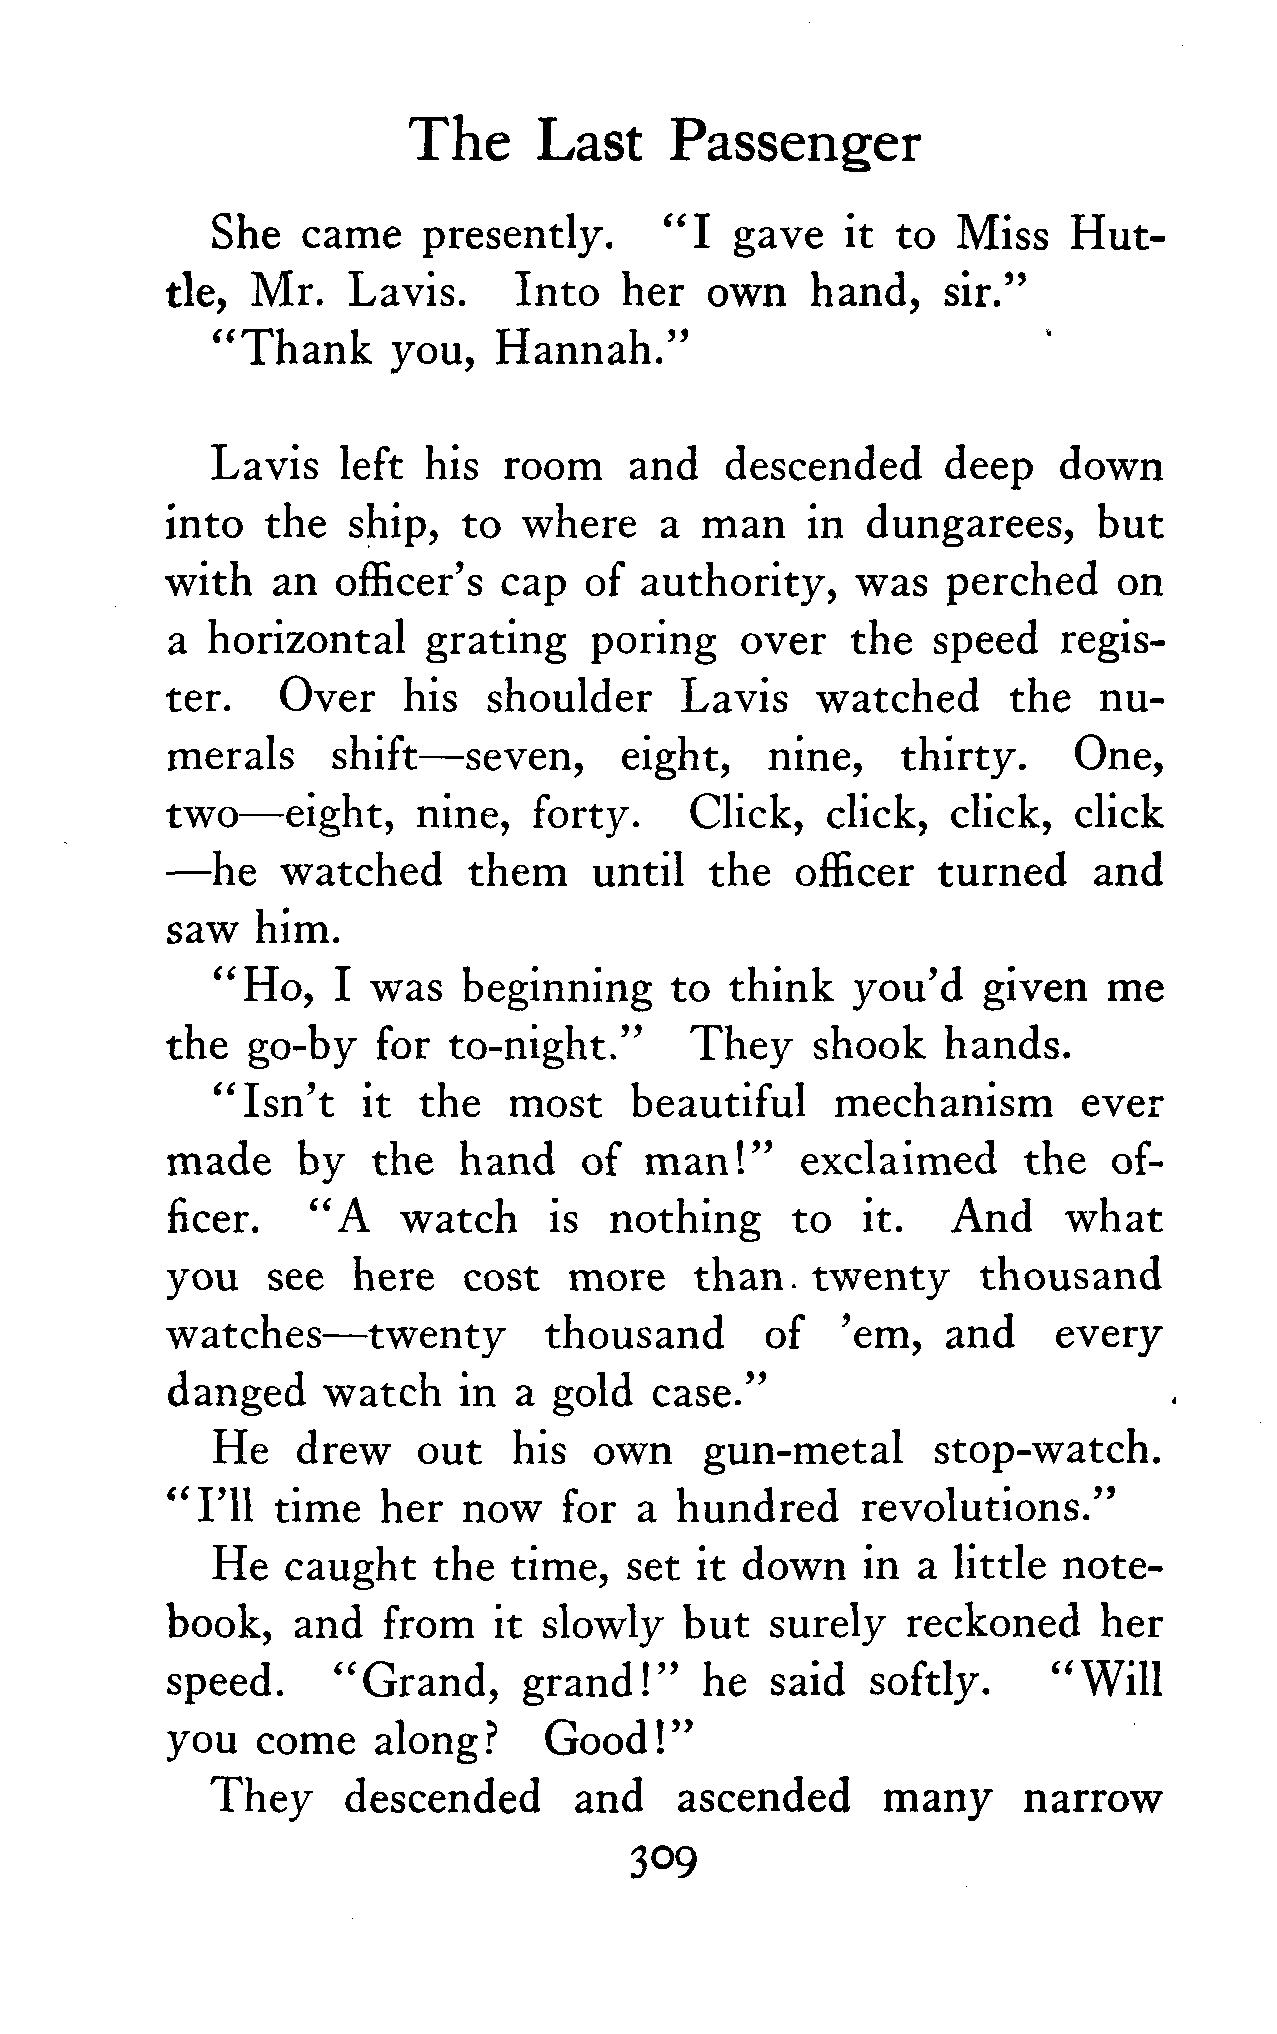 The Last Passenger
She came presently. "I gave it to Miss Hut-
tle, Mr. Lavis. Into her own hand, sir."
"Thank you, Hannah."
Lavis left his room and descended deep down
into the ship, to where a man in dungarees, but
with an officer's cap of authority, was perched on
a horizontal grating poring over the speed regis-
ter. Over his shoulder Lavis watched the nu-
merals shift—seven, eight, nine, thirty. One,
two—eight, nine, forty. Click, click, click, click
—he watched them until the officer turned and
saw him.
"Ho, I was beginning to think you'd given me
the go-by for to-night." They shook hands.
"Isn't it the most beautiful mechanism ever
made by the hand of man!" exclaimed the of-
ficer. "A watch is nothing to it. And what
you see here cost more than twenty thousand
watches—twenty thousand of 'em, and every
danged watch in a gold case."
He drew out his own gun-metal stop-watch.
"I'll time her now for a hundred revolutions."
He caught the time, set it down in a little note-
book, and from it slowly but surely reckoned her
speed. "Grand, grand!" he said softly. "Will
you come along? Good!"
They descended and ascended many narrow
309